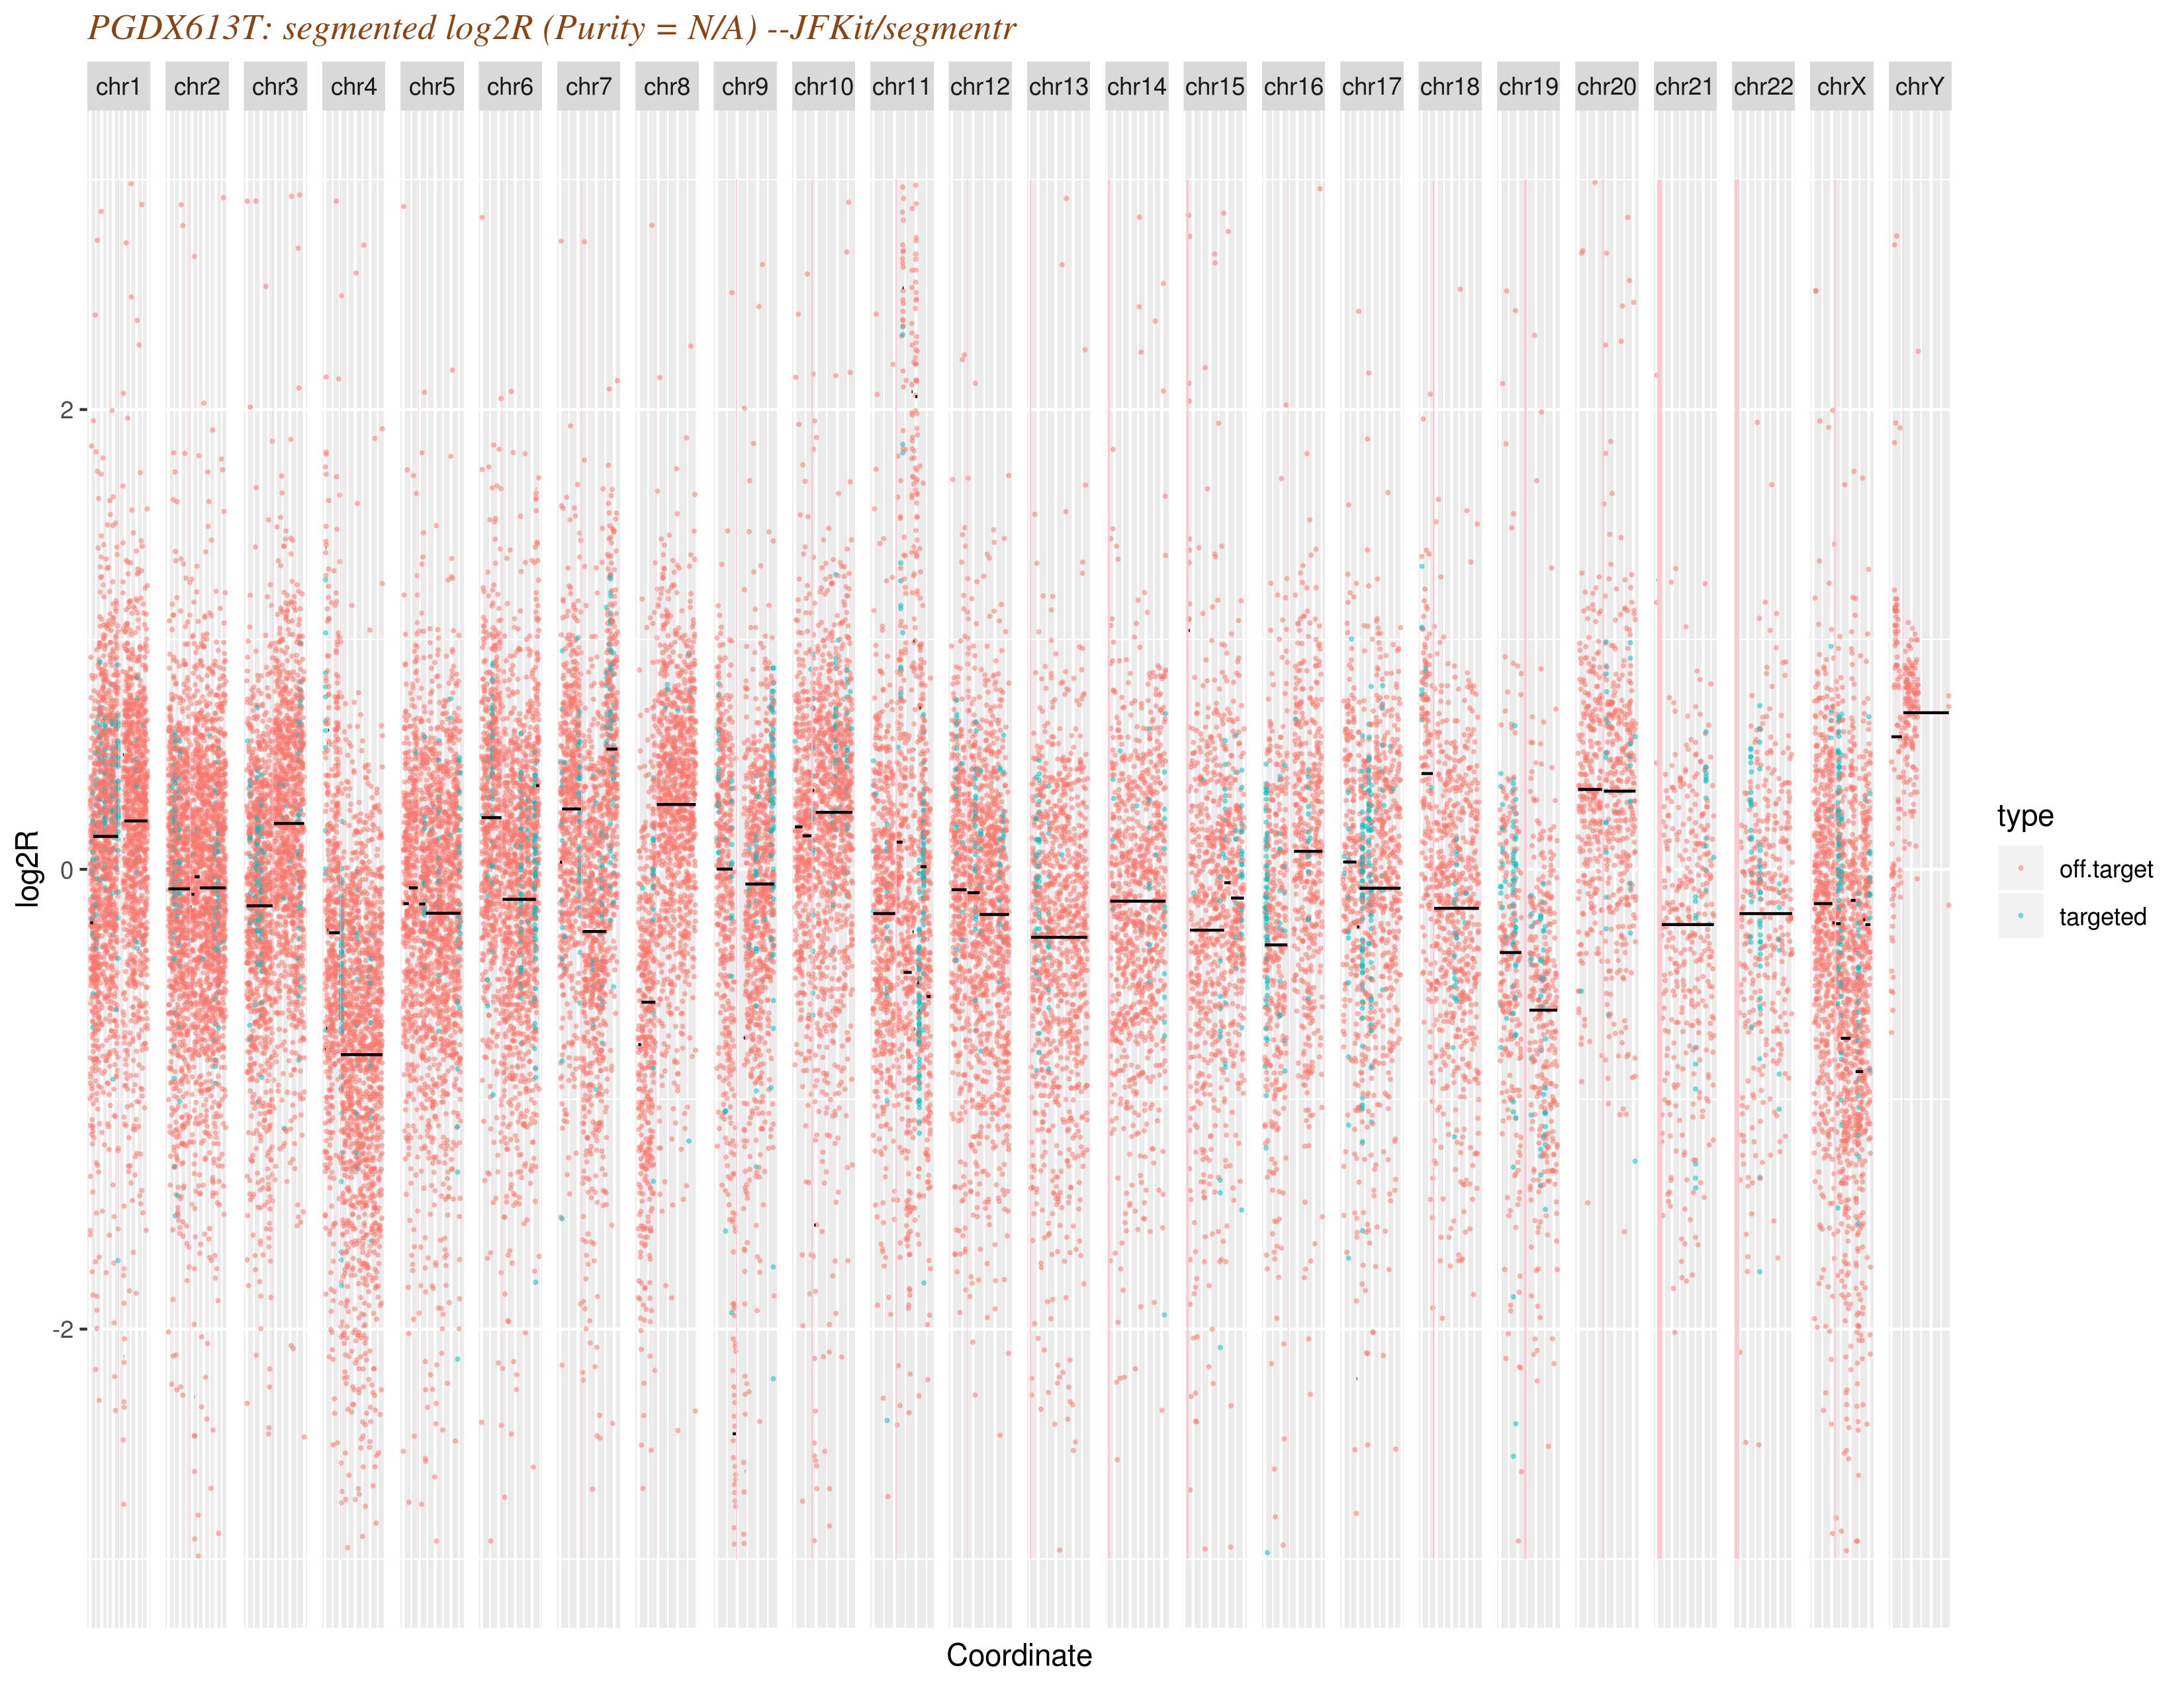 PGDX613T: segmented log2R (Purity = N/A) --JFKit/segmentr
chr1 chr2 chr3 chr4 chr5 chr6 chr7 chr8 chr9 chr10 chr11 chr12 chr13 chr14 chr15 chr16 chr17 chr18 chr19 chr20 chr21 chr22 chrX chrY
2
0
-2
log2R
Coordinate
type
off.target
targeted